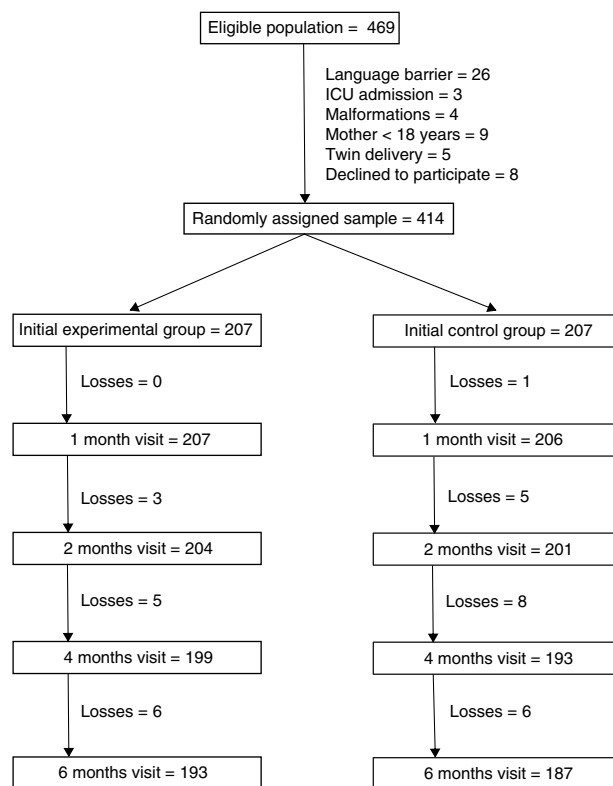 Eligible population = 469
Language barrier = 26
ICU admission = 3
Malformations = 4
Mother < 18 years = 9
Twin delivery = 5
Declined to participate = 8
Randomly assigned sample = 414
Initial experimental group = 207
Losses = 0
1 month visit = 207
Losses = 3
2 months visit = 204
Losses = 5
4 months visit = 199
Losses = 6
6 months visit = 193
Initial control group = 207
Losses = 1
1 month visit = 206
Losses = 5
2 months visit = 201
Losses = 8
4 months visit = 193
Losses = 6
6 months visit = 187